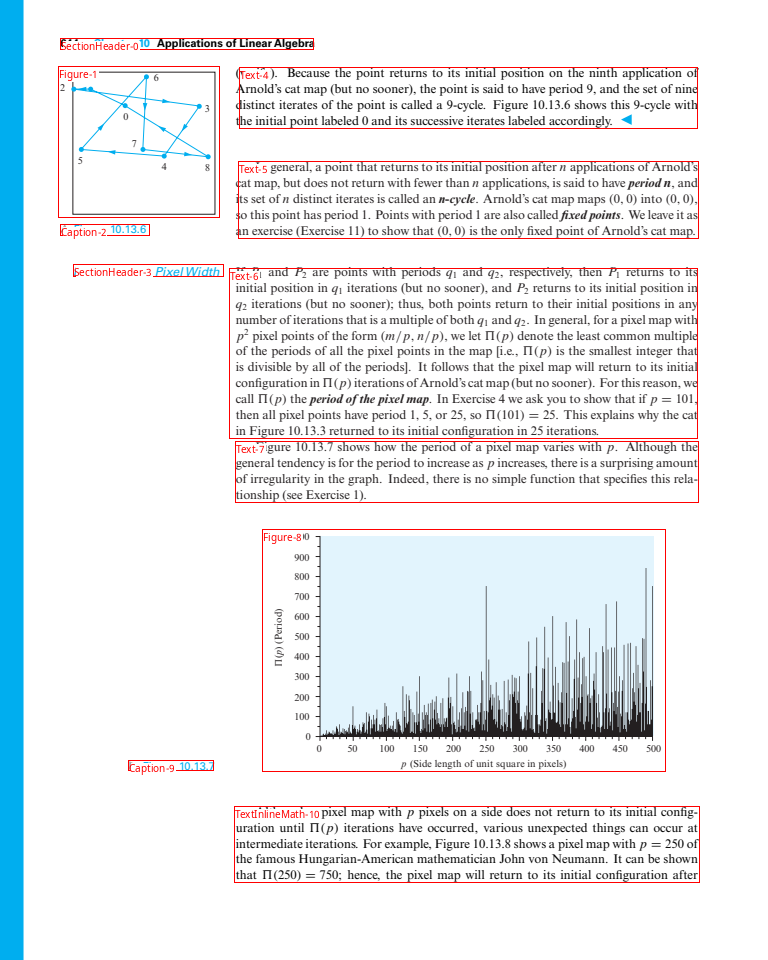 SectionHeader-0 10 Applications of Linear Algebra
Figure-1
6
2
3
0
7
5
4
8
Caption-2 10.13.6
Text-4 ). Because the point returns to its initial position on the ninth application of
Arnold's cat map (but no sooner), the point is said to have period 9, and the set of nine
distinct iterates of the point is called a 9-cycle. Figure 10.13.6 shows this 9-cycle with
the initial point labeled 0 and its successive iterates labeled accordingly.
Text-5 general, a point that returns to its initial position after n applications of Arnold's
cat map, but does not return with fewer than n applications, is said to have period n, and
its set of n distinct iterates is called an n-cycle. Arnold's cat map maps (0, 0) into (0, 0),
so this point has period 1. Points with period 1 are also called fixed points. We leave it as
an exercise (Exercise 11) to show that (0, 0) is the only fixed point of Arnold's cat map.
SectionHeader-3 Pixel Width
Text-6 and P2 are points with periods q1 and q2, respectively, then P1 returns to its
initial position in q1 iterations (but no sooner), and P2 returns to its initial position in
q2 iterations (but no sooner); thus, both points return to their initial positions in any
number of iterations that is a multiple of both q1 and q2. In general, for a pixel map with
p² pixel points of the form (m/p, n/p), we let Π(p) denote the least common multiple
of the periods of all the pixel points in the map [i.e., Π(p) is the smallest integer that
is divisible by all of the periods]. It follows that the pixel map will return to its initial
configuration in Π(p) iterations of Arnold's cat map (but no sooner). For this reason, we
call Π(p) the period of the pixel map. In Exercise 4 we ask you to show that if p = 101,
then all pixel points have period 1, 5, or 25, so Π(101) = 25. This explains why the cat
in Figure 10.13.3 returned to its initial configuration in 25 iterations.
Text-7 igure 10.13.7 shows how the period of a pixel map varies with p. Although the
general tendency is for the period to increase as p increases, there is a surprising amount
of irregularity in the graph. Indeed, there is no simple function that specifies this rela-
tionship (see Exercise 1).
Figure-8
900
800
700
600
500
400
300
200
100
0
Π(p) (Period)
0 50 100 150 200 250 300 350 400 450 500
p (Side length of unit square in pixels)
Caption-9 10.13.7
TextInlineMath-10 pixel map with p pixels on a side does not return to its initial config-
uration until Π(p) iterations have occurred, various unexpected things can occur at
intermediate iterations. For example, Figure 10.13.8 shows a pixel map with p = 250 of
the famous Hungarian-American mathematician John von Neumann. It can be shown
that Π(250) = 750; hence, the pixel map will return to its initial configuration after